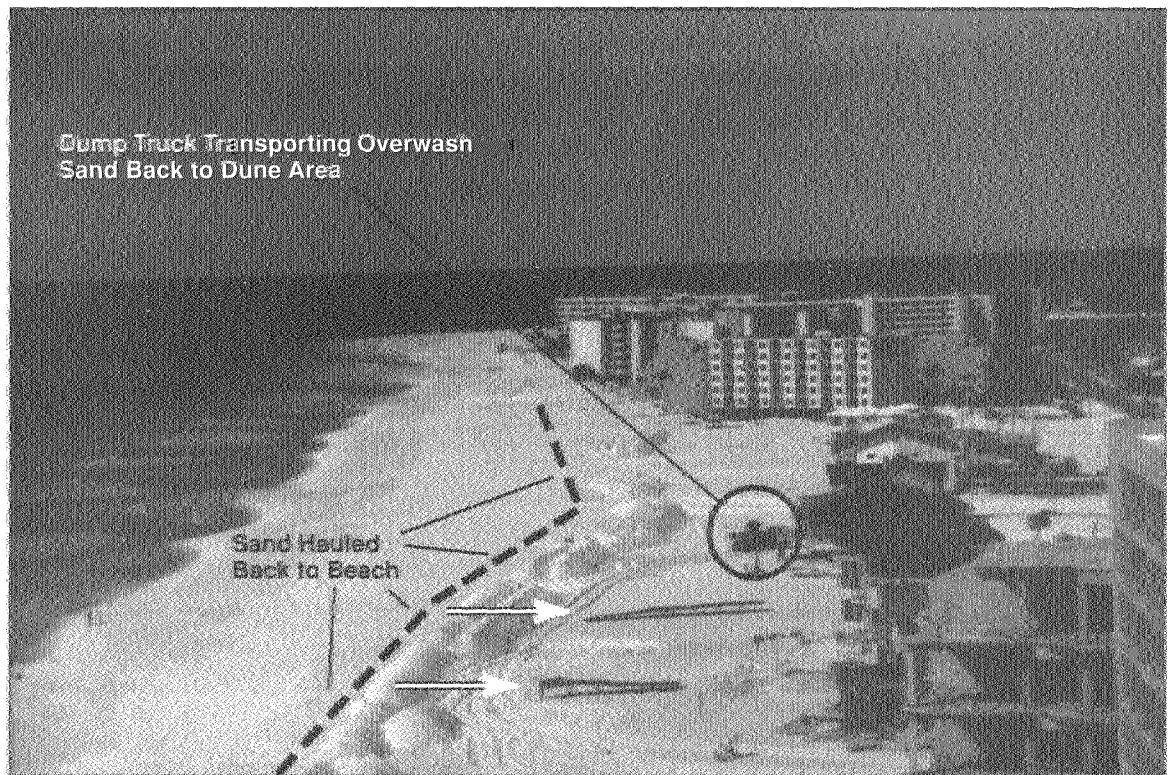 Dump Truck Transporting Overwash
Sand Back to Dune Area
Sand Hauled
Back to Beach